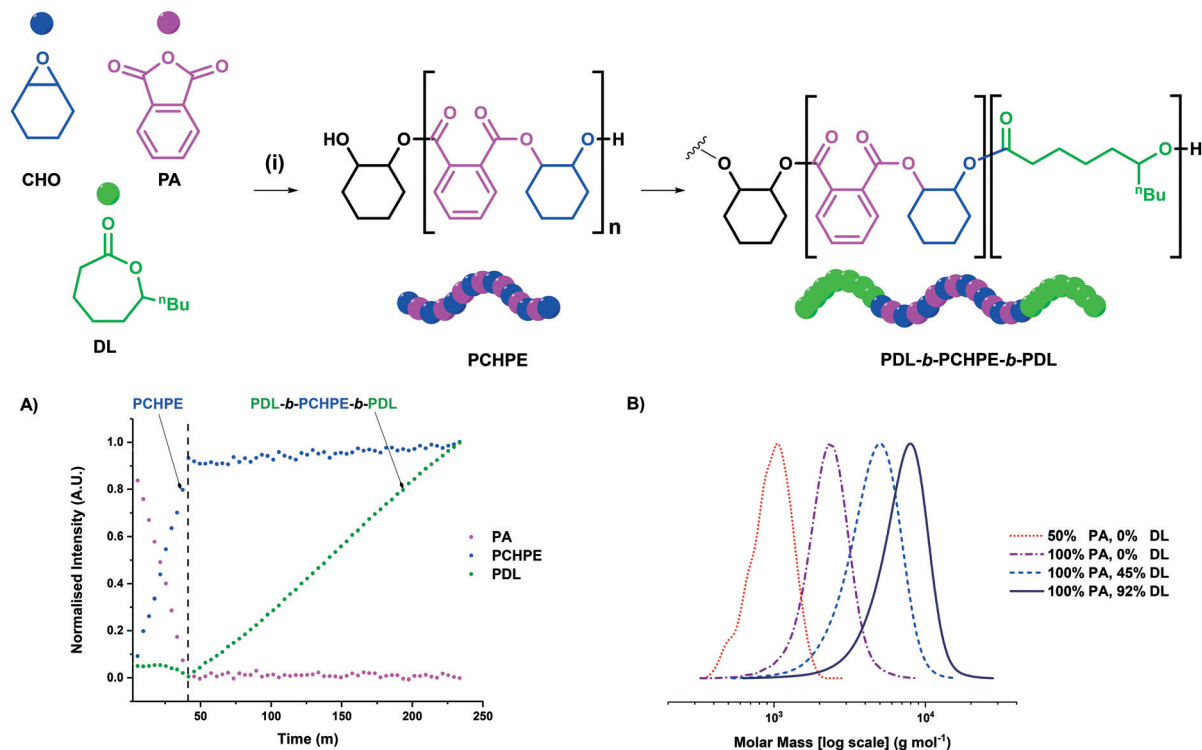 O
O
O
O
CHO
PA
O
O
nBu
DL
(i)
HO
O
O
O
O
O
H
n
PCHPE
O
O
O
O
O
O
O
O
H
nBu
PDL-b-PCHPE-b-PDL
A)
PCHPE
PDL-b-PCHPE-b-PDL
Normalised Intensity (A.U.)
1.0
0.8
0.6
0.4
0.2
0.0
PA
PCHPE
PDL
50
100
150
200
250
Time (m)
B)
50% PA, 0% DL
100% PA, 0% DL
100% PA, 45% DL
100% PA, 92% DL
10³
10⁴
Molar Mass [log scale] (g mol⁻¹)